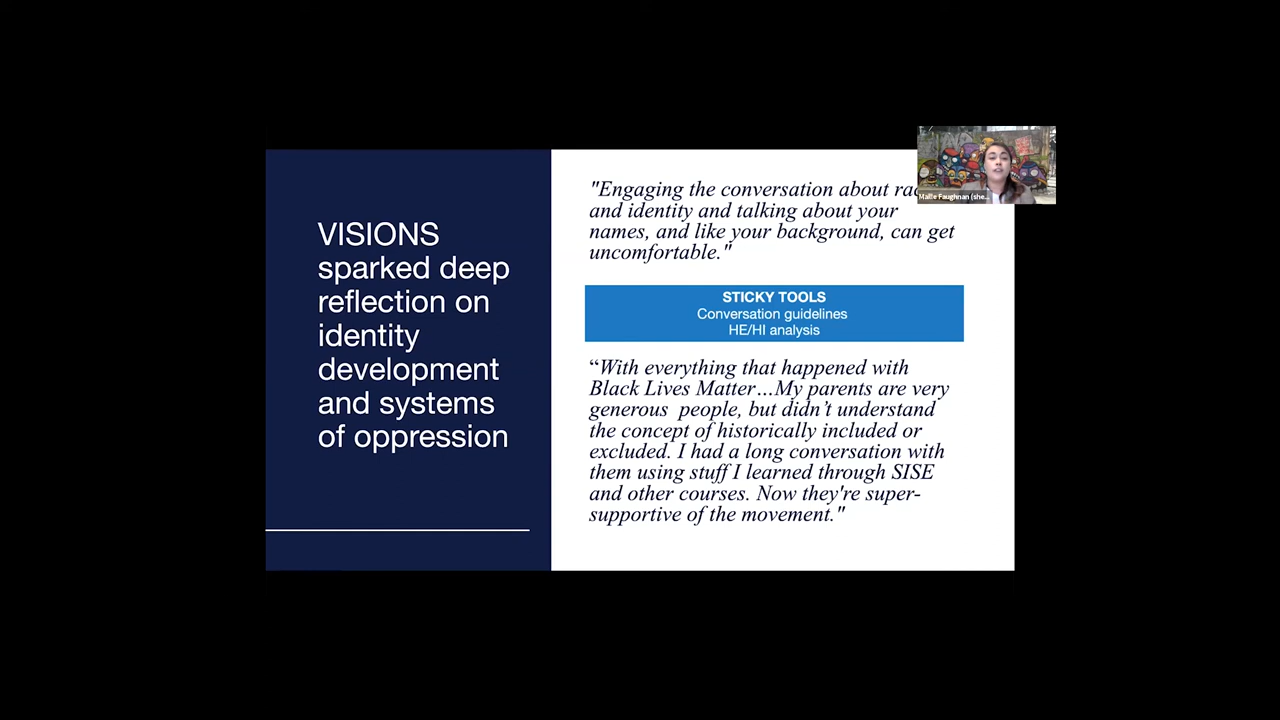 VISIONS
sparked deep
reflection on
identity
development
and systems
of oppression
"Engaging the conversation about
and identity and talking about your
names, and like your background, can get
uncomfortable."
STICKY TOOLS
Conversation guidelines
HE/HI analysis
“With everything that happened with
Black Lives Matter…My parents are very
generous people, but didn’t understand
the concept of historically included or
excluded. I had a long conversation with
them using stuff I learned through SISE
and other courses. Now they're super-
supportive of the movement."
Faughnan (she...